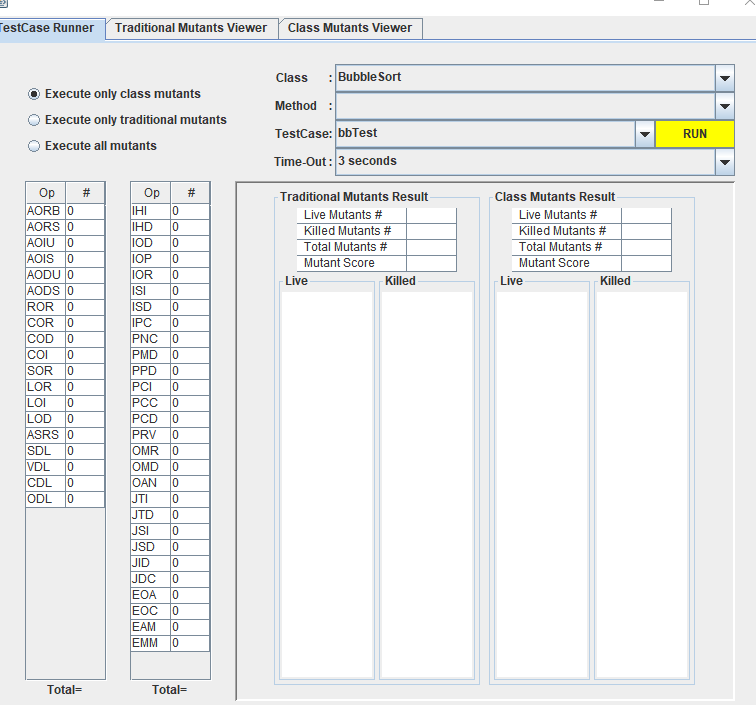 TestCase Runner Traditional Mutants Viewer Class Mutants Viewer
Execute only class mutants
Execute only traditional mutants
Execute all mutants
Class : BubbleSort
Method :
TestCase: bbTest RUN
Time-Out : 3 seconds
Op #
AORB 0
AORS 0
AOIU 0
AOIS 0
AODU 0
AODS 0
ROR 0
COR 0
COD 0
COI 0
SOR 0
LOR 0
LOI 0
LOD 0
ASRS 0
SDL 0
VDL 0
CDL 0
ODL 0
Total=
Op #
IHI 0
IHD 0
IOD 0
IOP 0
IOR 0
ISI 0
ISD 0
IPC 0
PNC 0
PMD 0
PPD 0
PCI 0
PCC 0
PCD 0
PRV 0
OMR 0
OMD 0
OAN 0
JTI 0
JTD 0
JSI 0
JSD 0
JID 0
JDC 0
EOA 0
EOC 0
EAM 0
EMM 0
Total=
Traditional Mutants Result
Live Mutants #
Killed Mutants #
Total Mutants #
Mutant Score
Live Killed
Class Mutants Result
Live Mutants #
Killed Mutants #
Total Mutants #
Mutant Score
Live Killed